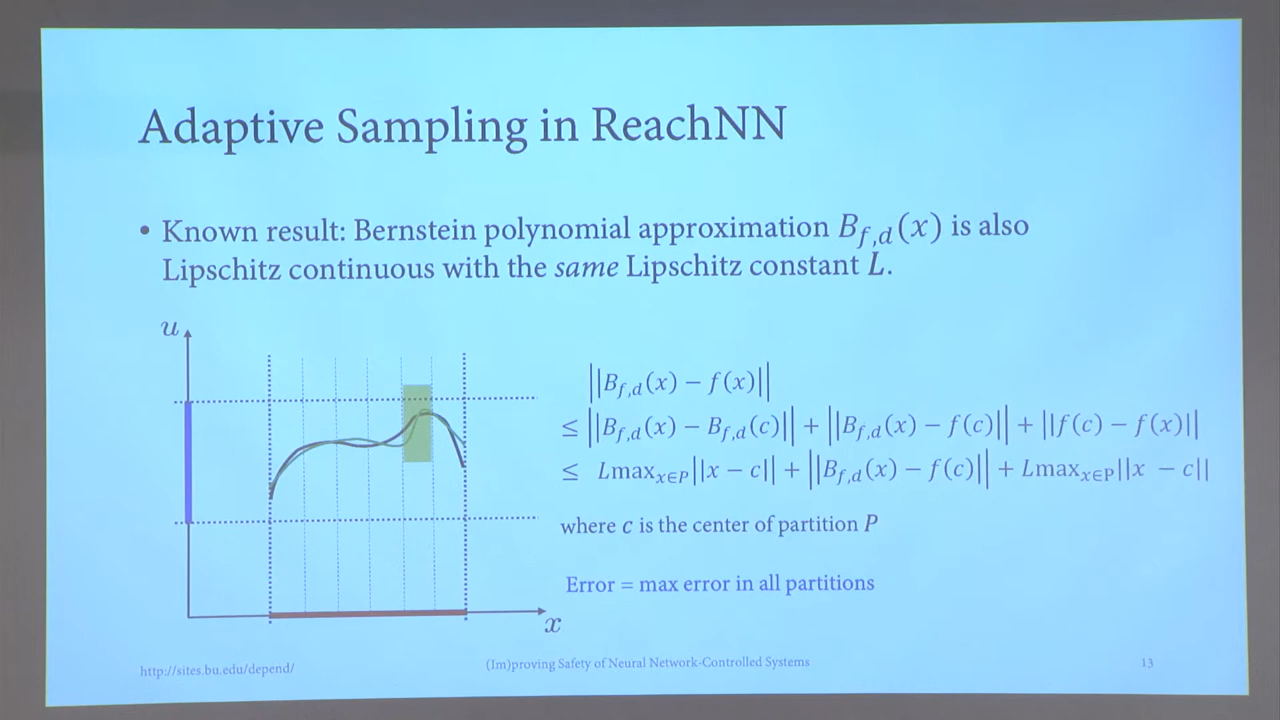 Adaptive Sampling in ReachNN
• Known result: Bernstein polynomial approximation B_{f,d}(x) is also
Lipschitz continuous with the same Lipschitz constant L.
u
||B_{f,d}(x) − f(x)||
≤ ||B_{f,d}(x) − B_{f,d}(c)|| + ||B_{f,d}(x) − f(c)|| + ||f(c) − f(x)||
≤ Lmax_{x∈P}||x − c|| + ||B_{f,d}(x) − f(c)|| + Lmax_{x∈P}||x − c||
where c is the center of partition P
Error = max error in all partitions
x
http://sites.bu.edu/depend/
(Im)proving Safety of Neural Network-Controlled Systems
13